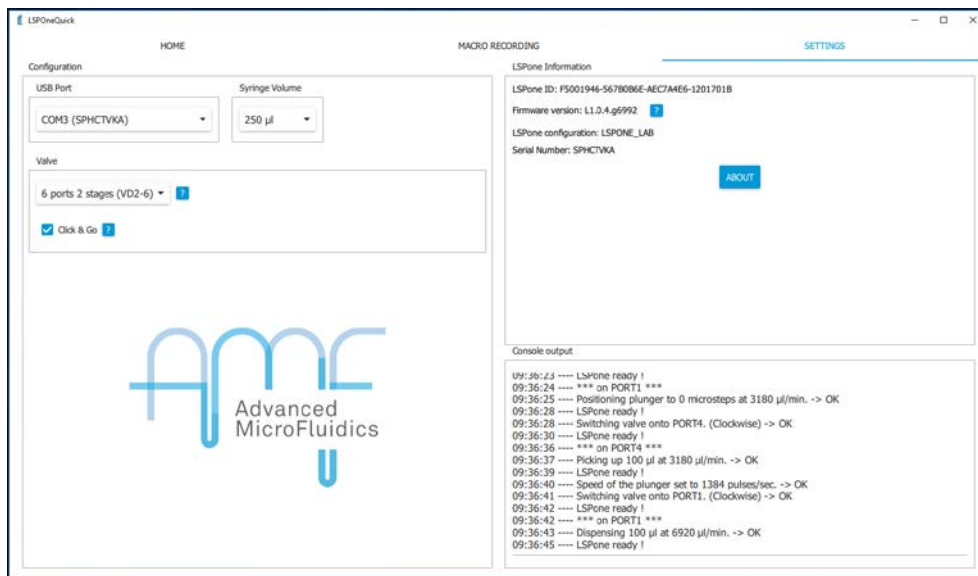 LSPOneQuick
HOME MACRO RECORDING SETTINGS
Configuration
USB Port
COM3 (SPHCTVKA)
Syringe Volume
250 µl
Valve
6 ports 2 stages (VD2-6) ?
Click & Go ?
Advanced
MicroFluidics
LSPone Information
LSPone ID: F5001946-5678086E-AEC7A4E6-1201701B
Firmware version: L1.0.4.g6992 ?
LSPone configuration: LSPONE_LAB
Serial Number: SPHCTVKA
ABOUT
Console output
09:36:23 ---- LSPone ready !
09:36:24 ---- *** on PORT1 ***
09:36:25 ---- Positioning plunger to 0 microsteps at 3180 µl/min. -> OK
09:36:28 ---- LSPone ready !
09:36:28 ---- Switching valve onto PORT4. (Clockwise) -> OK
09:36:30 ---- LSPone ready !
09:36:36 ---- *** on PORT4 ***
09:36:37 ---- Picking up 100 µl at 3180 µl/min. -> OK
09:36:39 ---- LSPone ready !
09:36:40 ---- Speed of the plunger set to 1384 pulses/sec. -> OK
09:36:41 ---- Switching valve onto PORT1. (Clockwise) -> OK
09:36:42 ---- LSPone ready !
09:36:42 ---- *** on PORT1 ***
09:36:43 ---- Dispensing 100 µl at 6920 µl/min. -> OK
09:36:45 ---- LSPone ready !